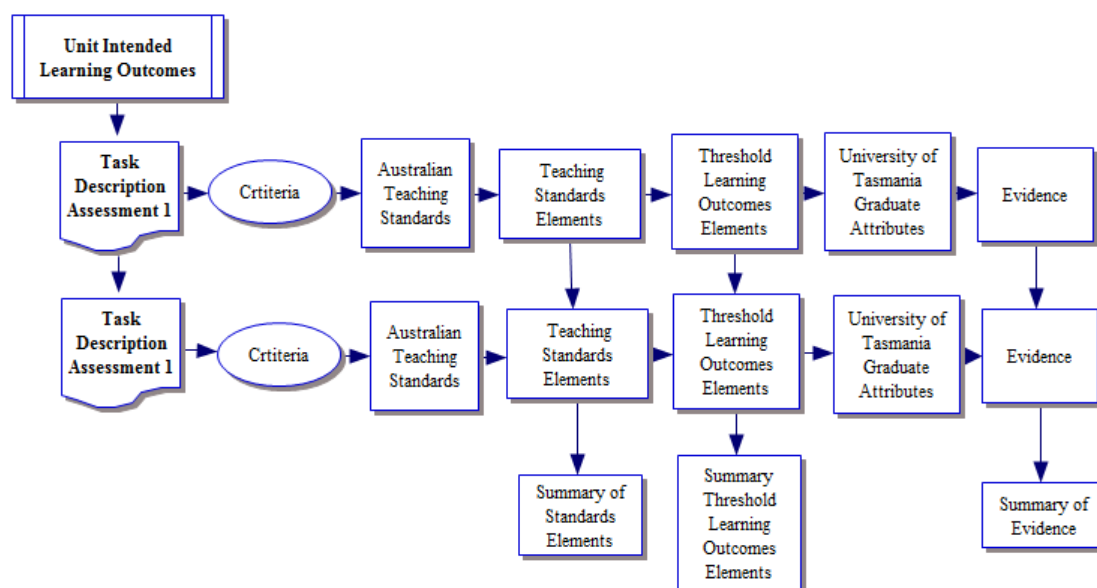 Unit Intended
Learning Outcomes
Task
Description
Assessment 1
Crtiteria
Australian
Teaching
Standards
Teaching
Standards
Elements
Threshold
Learning
Outcomes
Elements
University of
Tasmania
Graduate
Attributes
Evidence
Task
Description
Assessment 1
Crtiteria
Australian
Teaching
Standards
Teaching
Standards
Elements
Threshold
Learning
Outcomes
Elements
University of
Tasmania
Graduate
Attributes
Evidence
Summary of
Standards
Elements
Summary
Threshold
Learning
Outcomes
Elements
Summary of
Evidence